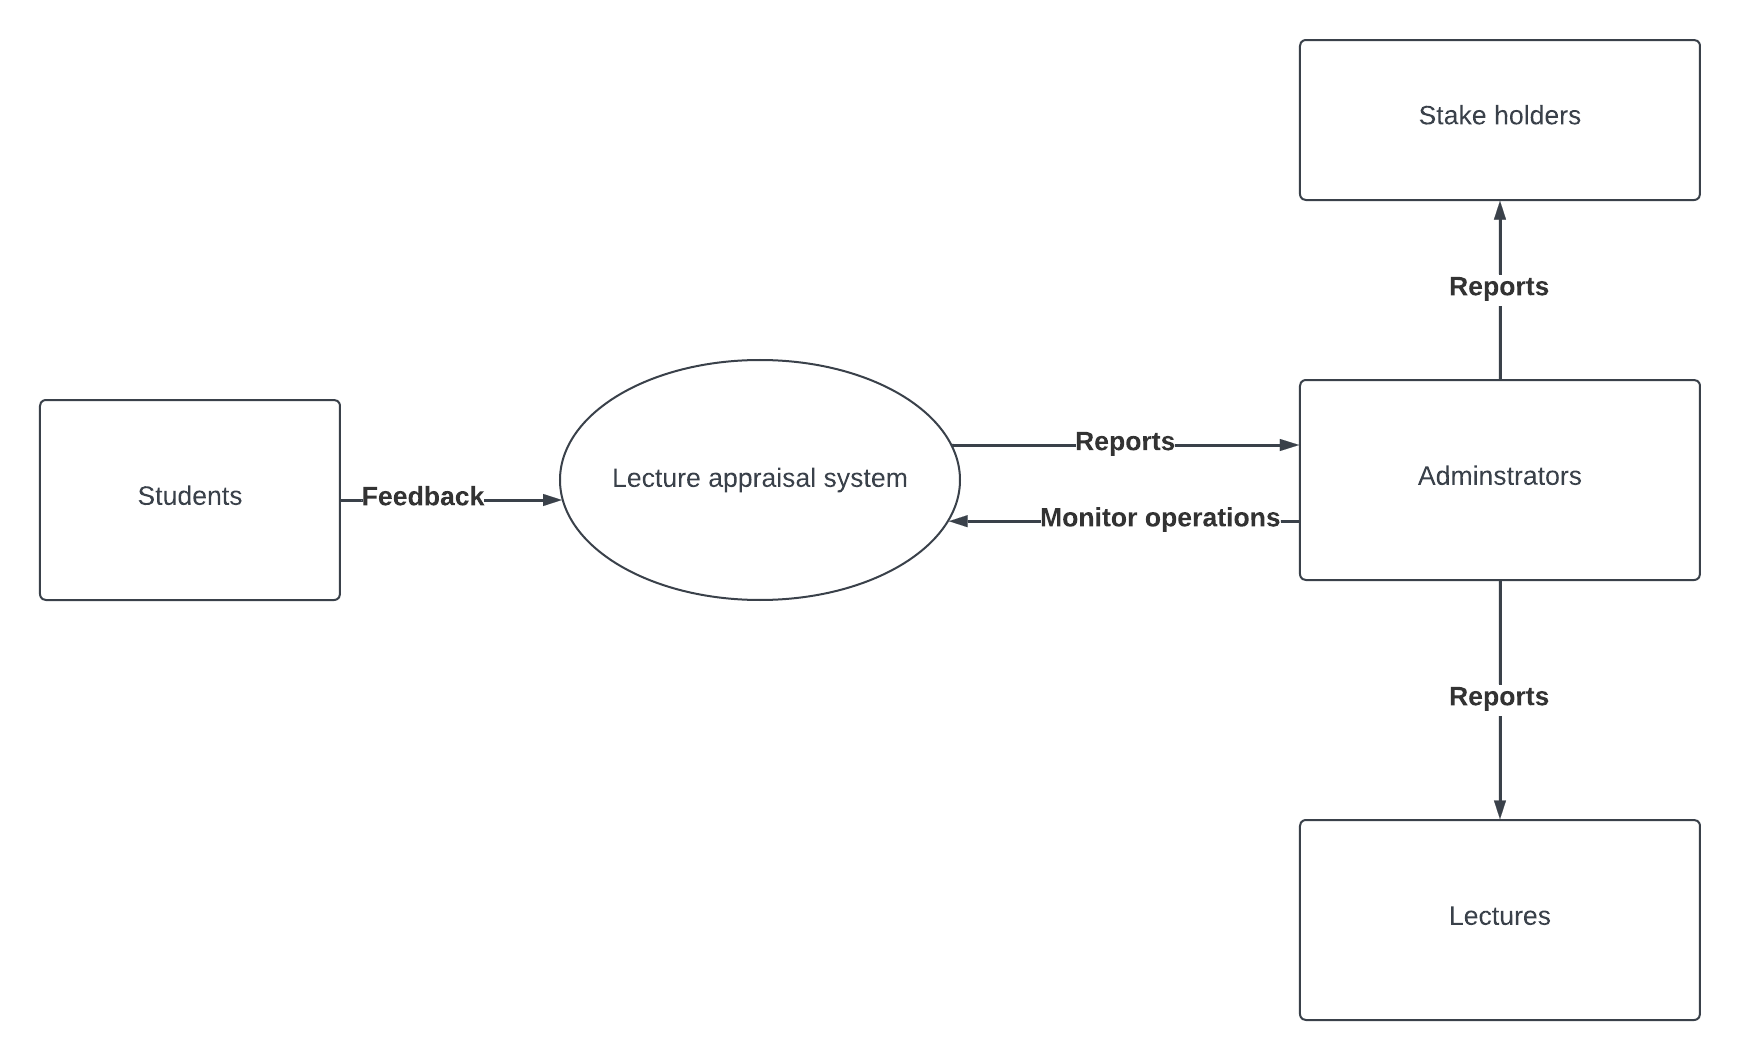 Stake holders
Reports
Reports
Adminstrators
Lecture appraisal system
Students
Feedback
Monitor operations
Reports
Lectures